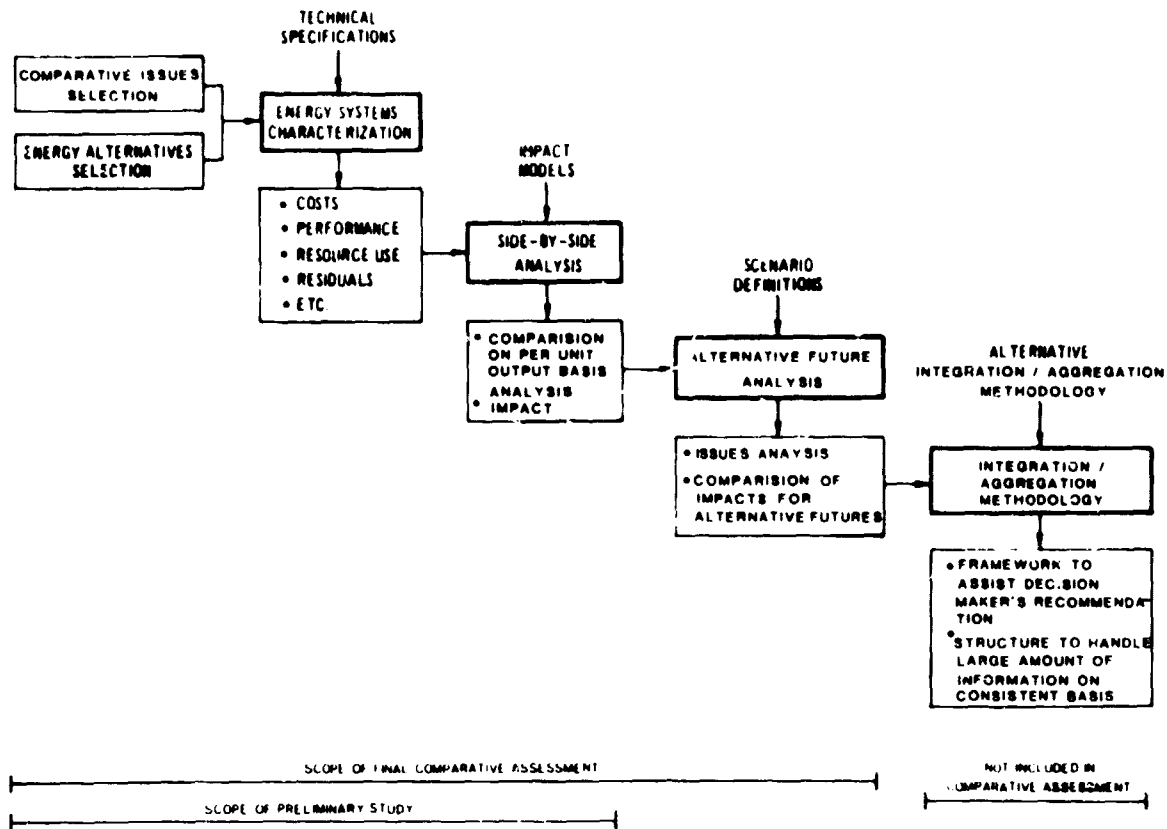 TECHNICAL
SPECIFICATIONS
COMPARATIVE ISSUES
SELECTION
ENERGY ALTERNATIVES
SELECTION
ENERGY SYSTEMS
CHARACTERIZATION
• COSTS
• PERFORMANCE
• RESOURCE USE
• RESIDUALS
• ETC.
IMPACT
MODELS
SIDE-BY-SIDE
ANALYSIS
• COMPARISION
ON PER UNIT
OUTPUT BASIS
ANALYSIS
• IMPACT
SCENARIO
DEFINITIONS
ALTERNATIVE FUTURE
ANALYSIS
• ISSUES ANALYSIS
• COMPARISION OF
IMPACTS FOR
ALTERNATIVE FUTURES
ALTERNATIVE
INTEGRATION / AGGREGATION
METHODOLOGY
INTEGRATION /
AGGREGATION
METHODOLOGY
• FRAMEWORK TO
ASSIST DECISION
MAKER'S RECOMMENDA-
TION
• STRUCTURE TO HANDLE
LARGE AMOUNT OF
INFORMATION ON
CONSISTENT BASIS
SCOPE OF FINAL COMPARATIVE ASSESSMENT
NOT INCLUDED IN
COMPARATIVE ASSESSMENT
SCOPE OF PRELIMINARY STUDY